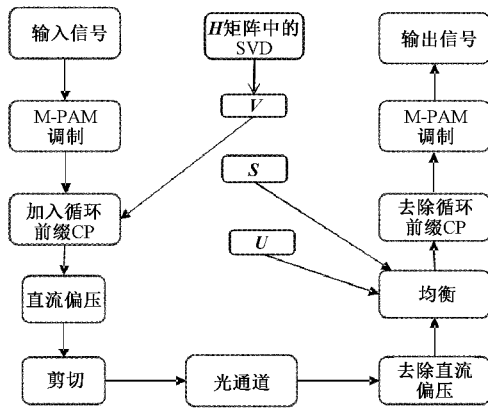 输入信号
M-PAM
调制
加入循环
前缀CP
直流偏压
剪切
H矩阵中的
SVD
V
S
U
光通道
输出信号
M-PAM
调制
去除循环
前缀CP
均衡
去除直流
偏压